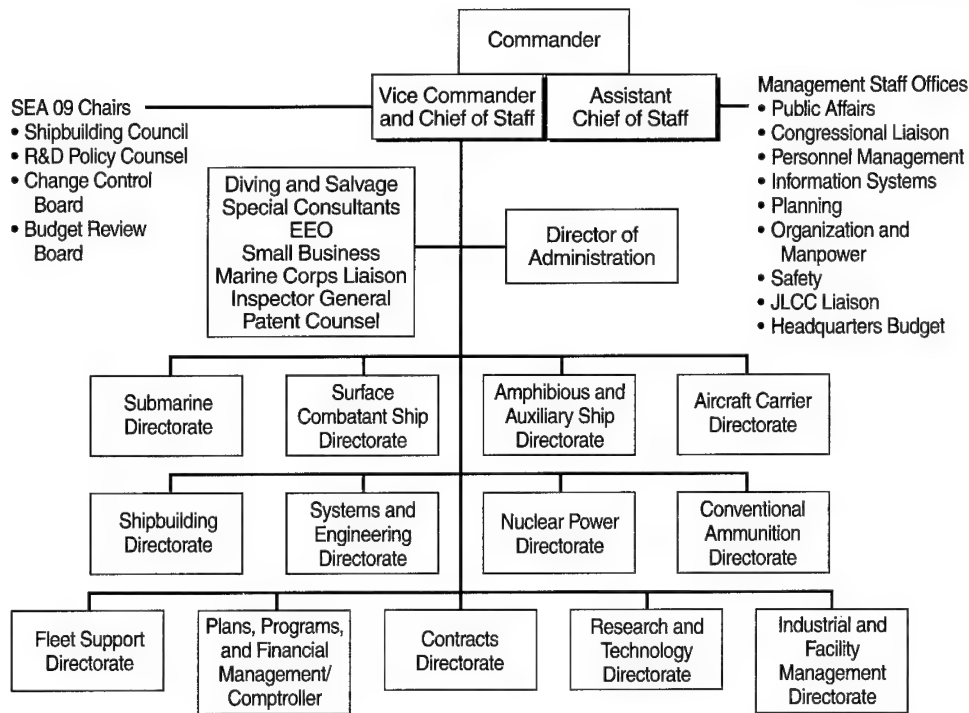 Commander
Vice Commander
and Chief of Staff
Assistant
Chief of Staff
SEA 09 Chairs
• Shipbuilding Council
• R&D Policy Counsel
• Change Control
Board
• Budget Review
Board
Management Staff Offices
• Public Affairs
• Congressional Liaison
• Personnel Management
• Information Systems
• Planning
• Organization and
Manpower
• Safety
• JLCC Liaison
• Headquarters Budget
Diving and Salvage
Special Consultants
EEO
Small Business
Marine Corps Liaison
Inspector General
Patent Counsel
Director of
Administration
Submarine
Directorate
Surface
Combatant Ship
Directorate
Amphibious and
Auxiliary Ship
Directorate
Aircraft Carrier
Directorate
Shipbuilding
Directorate
Systems and
Engineering
Directorate
Nuclear Power
Directorate
Conventional
Ammunition
Directorate
Fleet Support
Directorate
Plans, Programs,
and Financial
Management/
Comptroller
Contracts
Directorate
Research and
Technology
Directorate
Industrial and
Facility
Management
Directorate